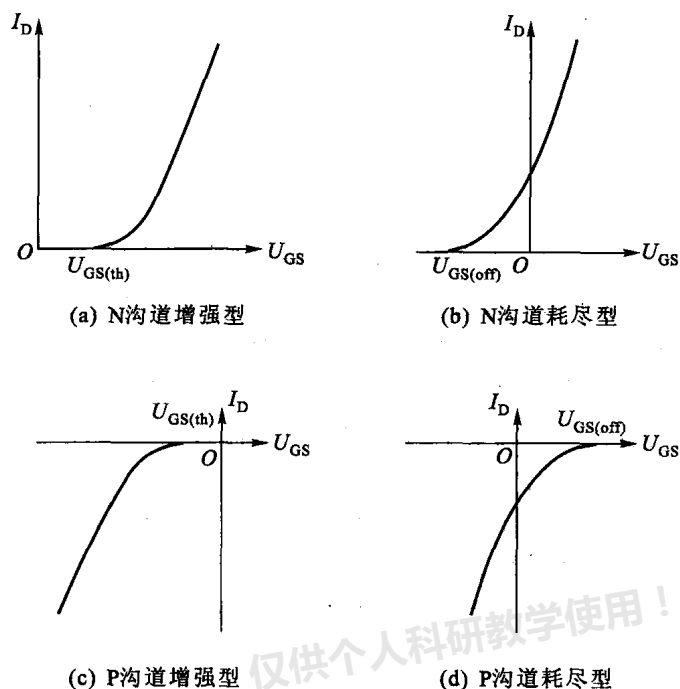 I_D
O
U_GS(th)
U_GS
(a) N沟道增强型
I_D
U_GS(off)
O
U_GS
(b) N沟道耗尽型
U_GS(th)
I_D
O
U_GS
(c) P沟道增强型
I_D
U_GS(off)
O
U_GS
(d) P沟道耗尽型
仅供个人科研教学使用！